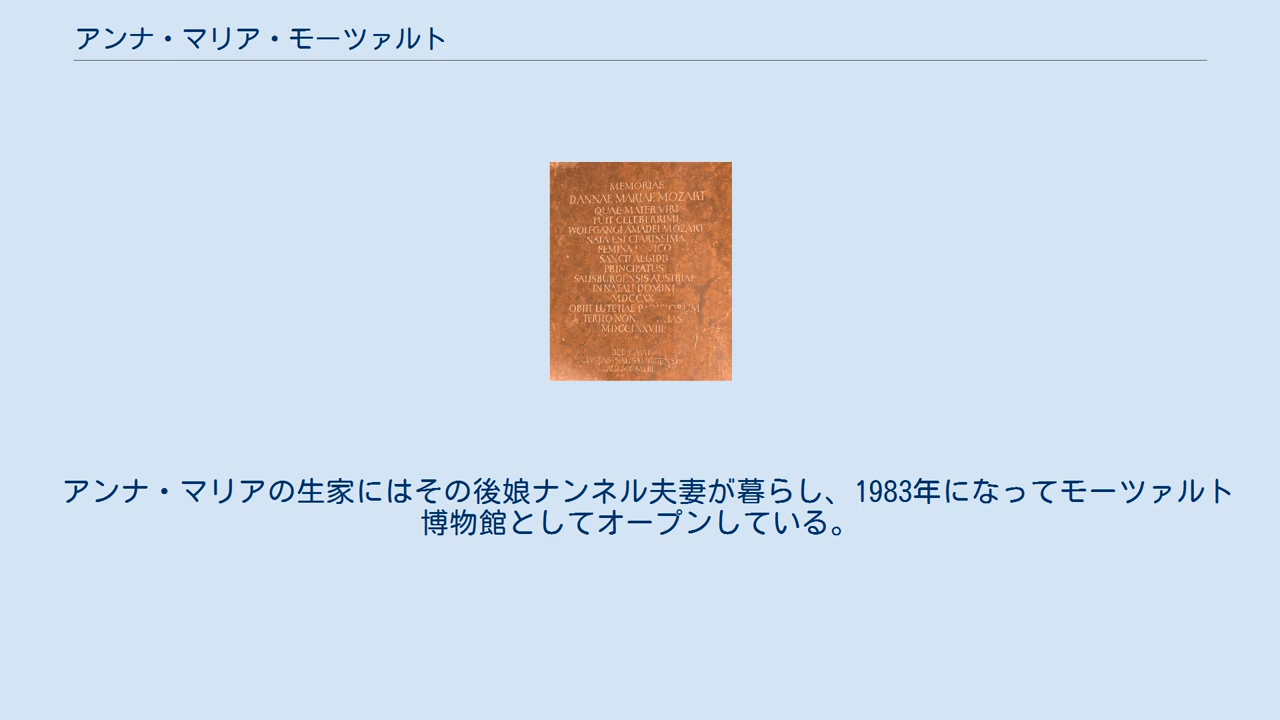 アンナ・マリア・モーツァルト
MEMORIAE
DANNAE MARIAE MOZART
QUAE MATER VIRI
FUIT CELEBERRIMI
WOLFGANGI AMADEI MOZART
NATA EST CLARISSIMA
FEMINA
SANCTI AEGIDII
PRINCIPATUS
SALISBURGENSIS AUSTRIAE
IN NATALI DOMINI
MDCCXX
OBIIT LUTETIAE
TERTIO NON.
MDCCLXXVIII
CIVITAS SALISBURGENSIS
アンナ・マリアの生家にはその後娘ナンネル夫妻が暮らし、1983年になってモーツァルト
博物館としてオープンしている。